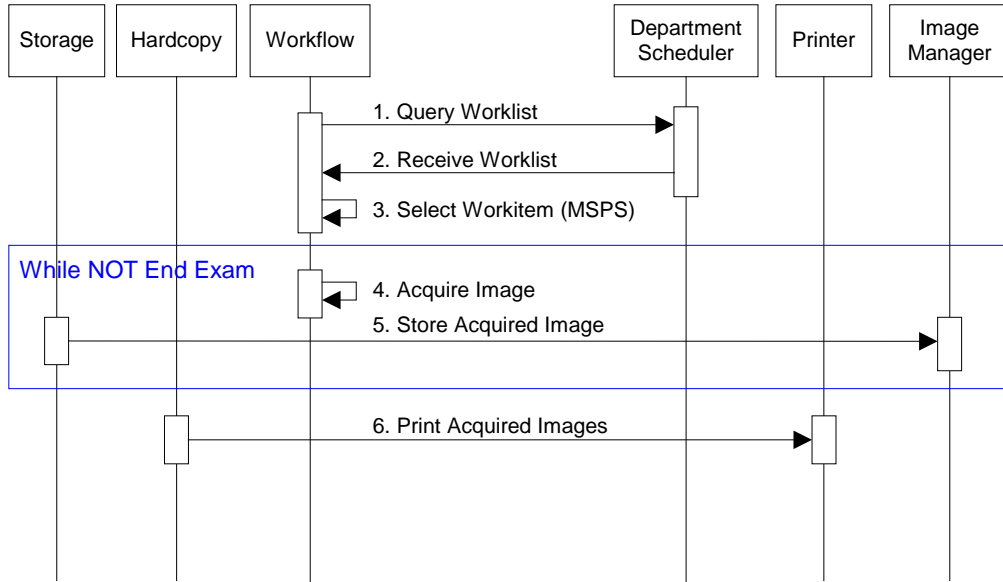 Storage
Hardcopy
Workflow
Department
Scheduler
Printer
Image
Manager
1. Query Worklist
2. Receive Worklist
3. Select Workitem (MSPS)
While NOT End Exam
4. Acquire Image
5. Store Acquired Image
6. Print Acquired Images